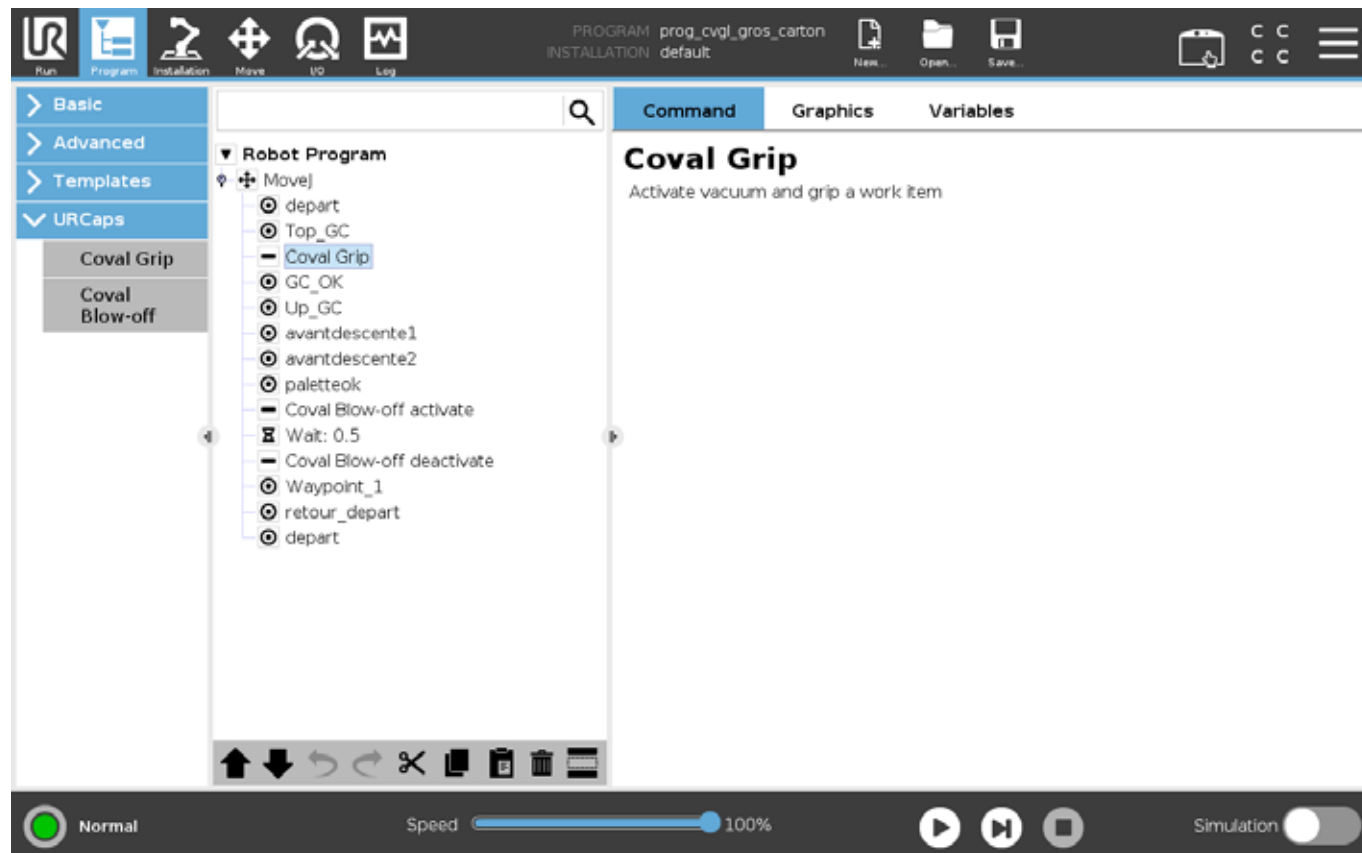 UR
PROGRAM prog_cvgl_gros_carton
INSTALLATION default
Run
Program
Installation
Move
I/O
Log
New...
Open...
Save...
C C
C C
Basic
Advanced
Templates
URCaps
Coval Grip
Coval
Blow-off
Robot Program
MoveJ
depart
Top_GC
Coval Grip
GC_OK
Up_GC
avantdescente1
avantdescente2
paletteok
Coval Blow-off activate
Wait: 0.5
Coval Blow-off deactivate
Waypoint_1
retour_depart
depart
Command Graphics Variables
Coval Grip
Activate vacuum and grip a work item
Normal
Speed 100%
Simulation